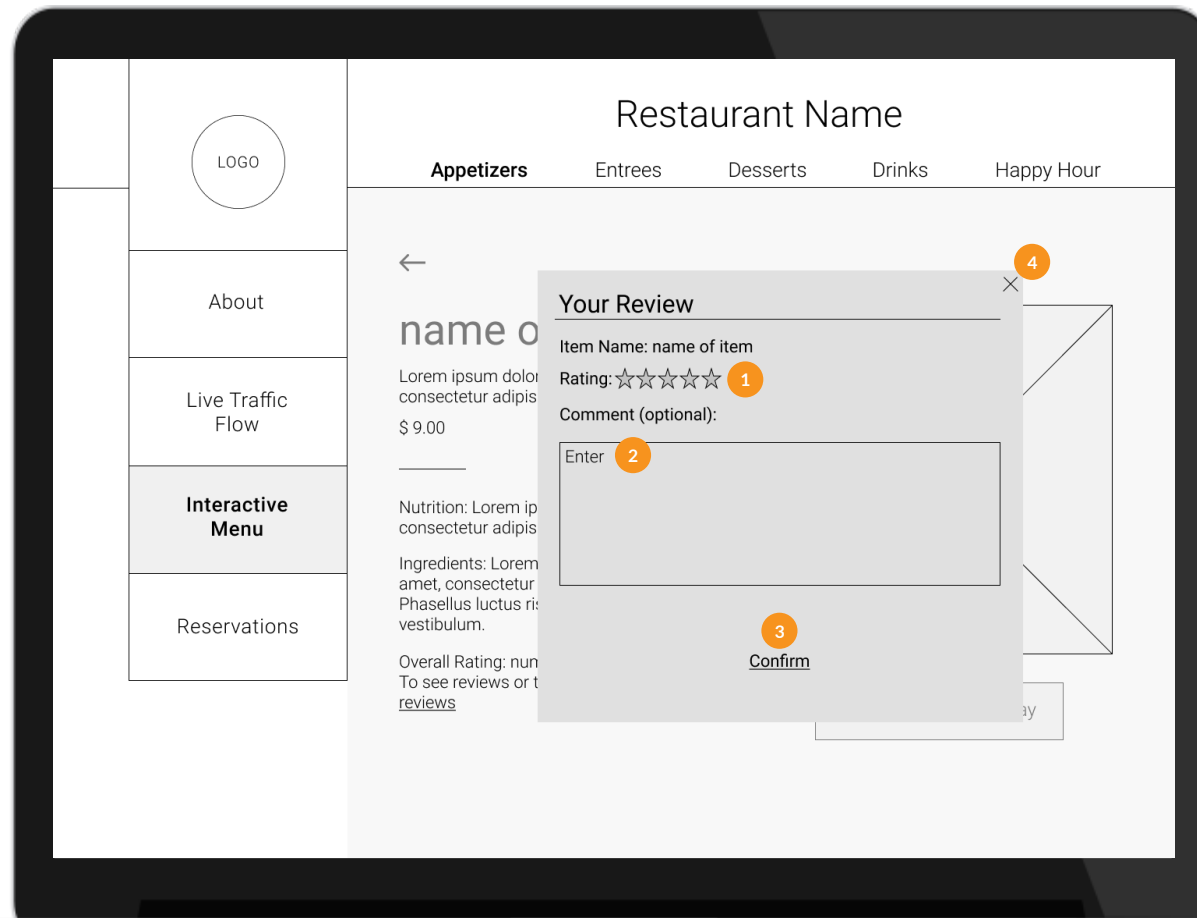 Restaurant Name
LOGO
Appetizers Entrees Desserts Drinks Happy Hour
About
Live Traffic
Flow
Interactive
Menu
Reservations
name o
Lorem ipsum dolor
consectetur adipis
$ 9.00
Nutrition: Lorem ip
consectetur adipis
Ingredients: Lorem
amet, consectetur
Phasellus luctus ris
vestibulum.
Overall Rating: num
To see reviews or t
reviews
4
Your Review
Item Name: name of item
Rating: 1
Comment (optional):
Enter 2
3
Confirm
ay